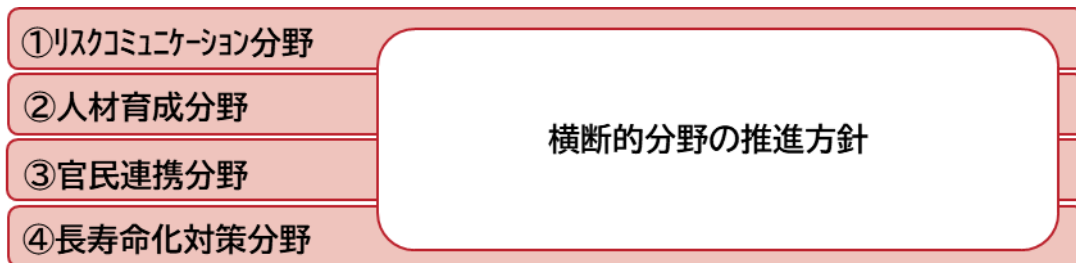 ①ﾘｽｸｺﾐｭﾆｹｰｼｮﾝ分野
②人材育成分野
横断的分野の推進方針
③官民連携分野
④長寿命化対策分野